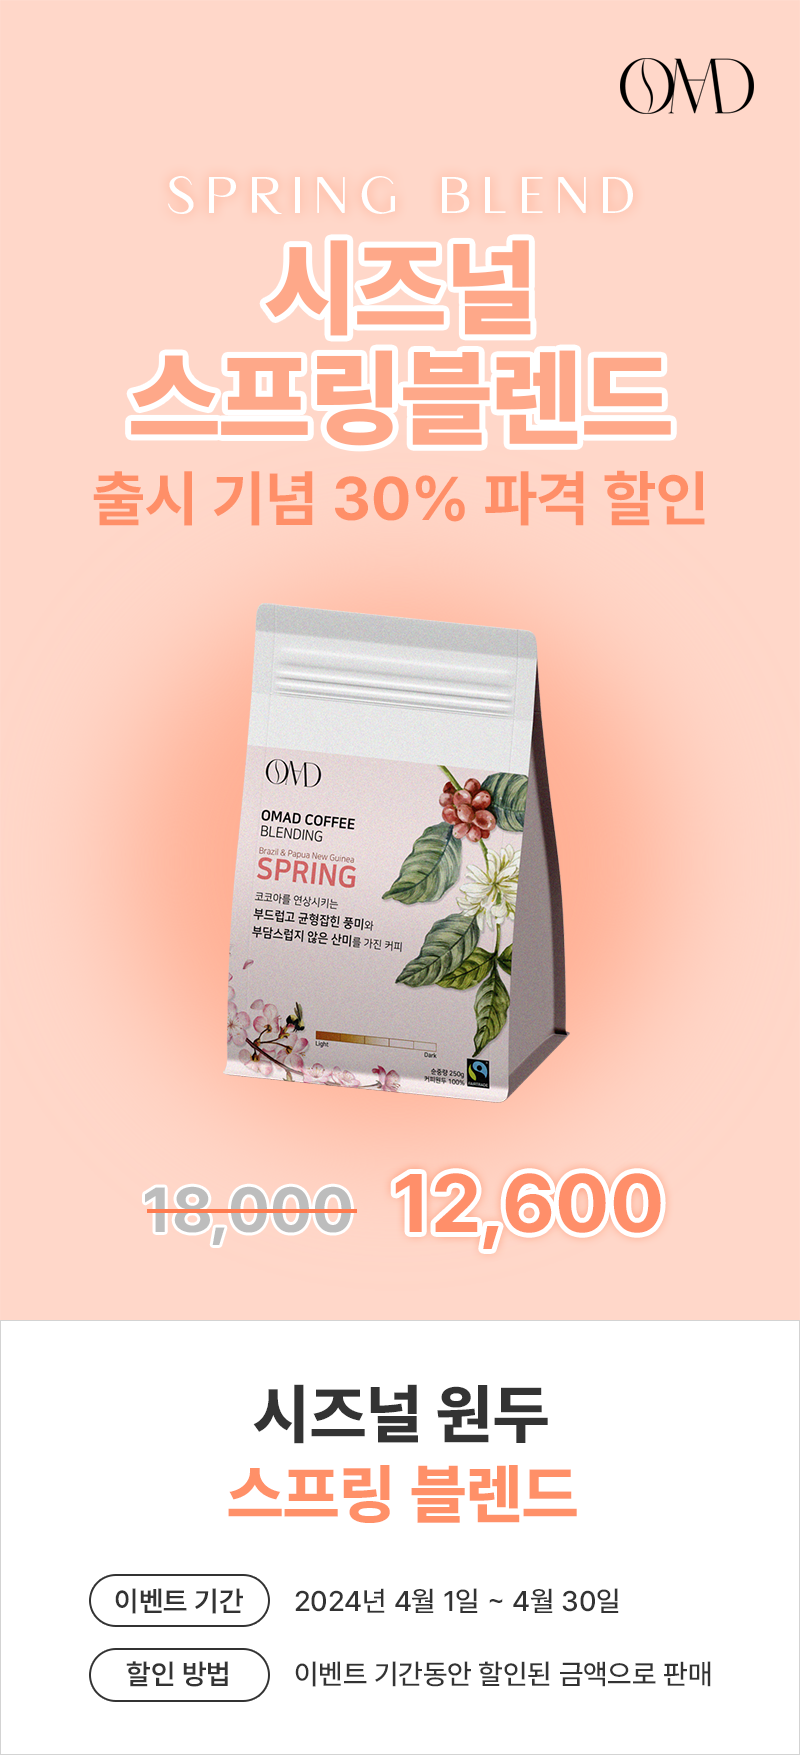 OMAD
SPRING BLEND
시즈널
스프링블렌드
출시 기념 30% 파격 할인
OMAD
OMAD COFFEE
BLENDING
Brazil & Papua New Guinea
SPRING
코코아를 연상시키는
부드럽고 균형잡힌 풍미와
부담스럽지 않은 산미를 가진 커피
Light
Dark
순중량 250g
커피원두 100%
FAIRTRADE
18,000 12,600
시즈널 원두
스프링 블렌드
이벤트 기간 2024년 4월 1일 ~ 4월 30일
할인 방법 이벤트 기간동안 할인된 금액으로 판매